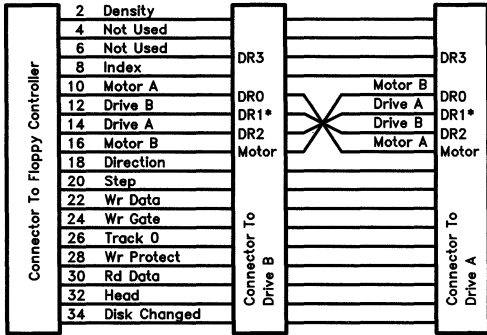 Connector To Floppy Controller
2 Density
4 Not Used
6 Not Used
8 Index
10 Motor A
12 Drive B
14 Drive A
16 Motor B
18 Direction
20 Step
22 Wr Data
24 Wr Gate
26 Track 0
28 Wr Protect
30 Rd Data
32 Head
34 Disk Changed
DR3
DR0
DR1*
DR2
Motor
Connector To
Drive B
Motor B
Drive A
Drive B
Motor A
DR3
DR0
DR1*
DR2
Motor
Connector To
Drive A